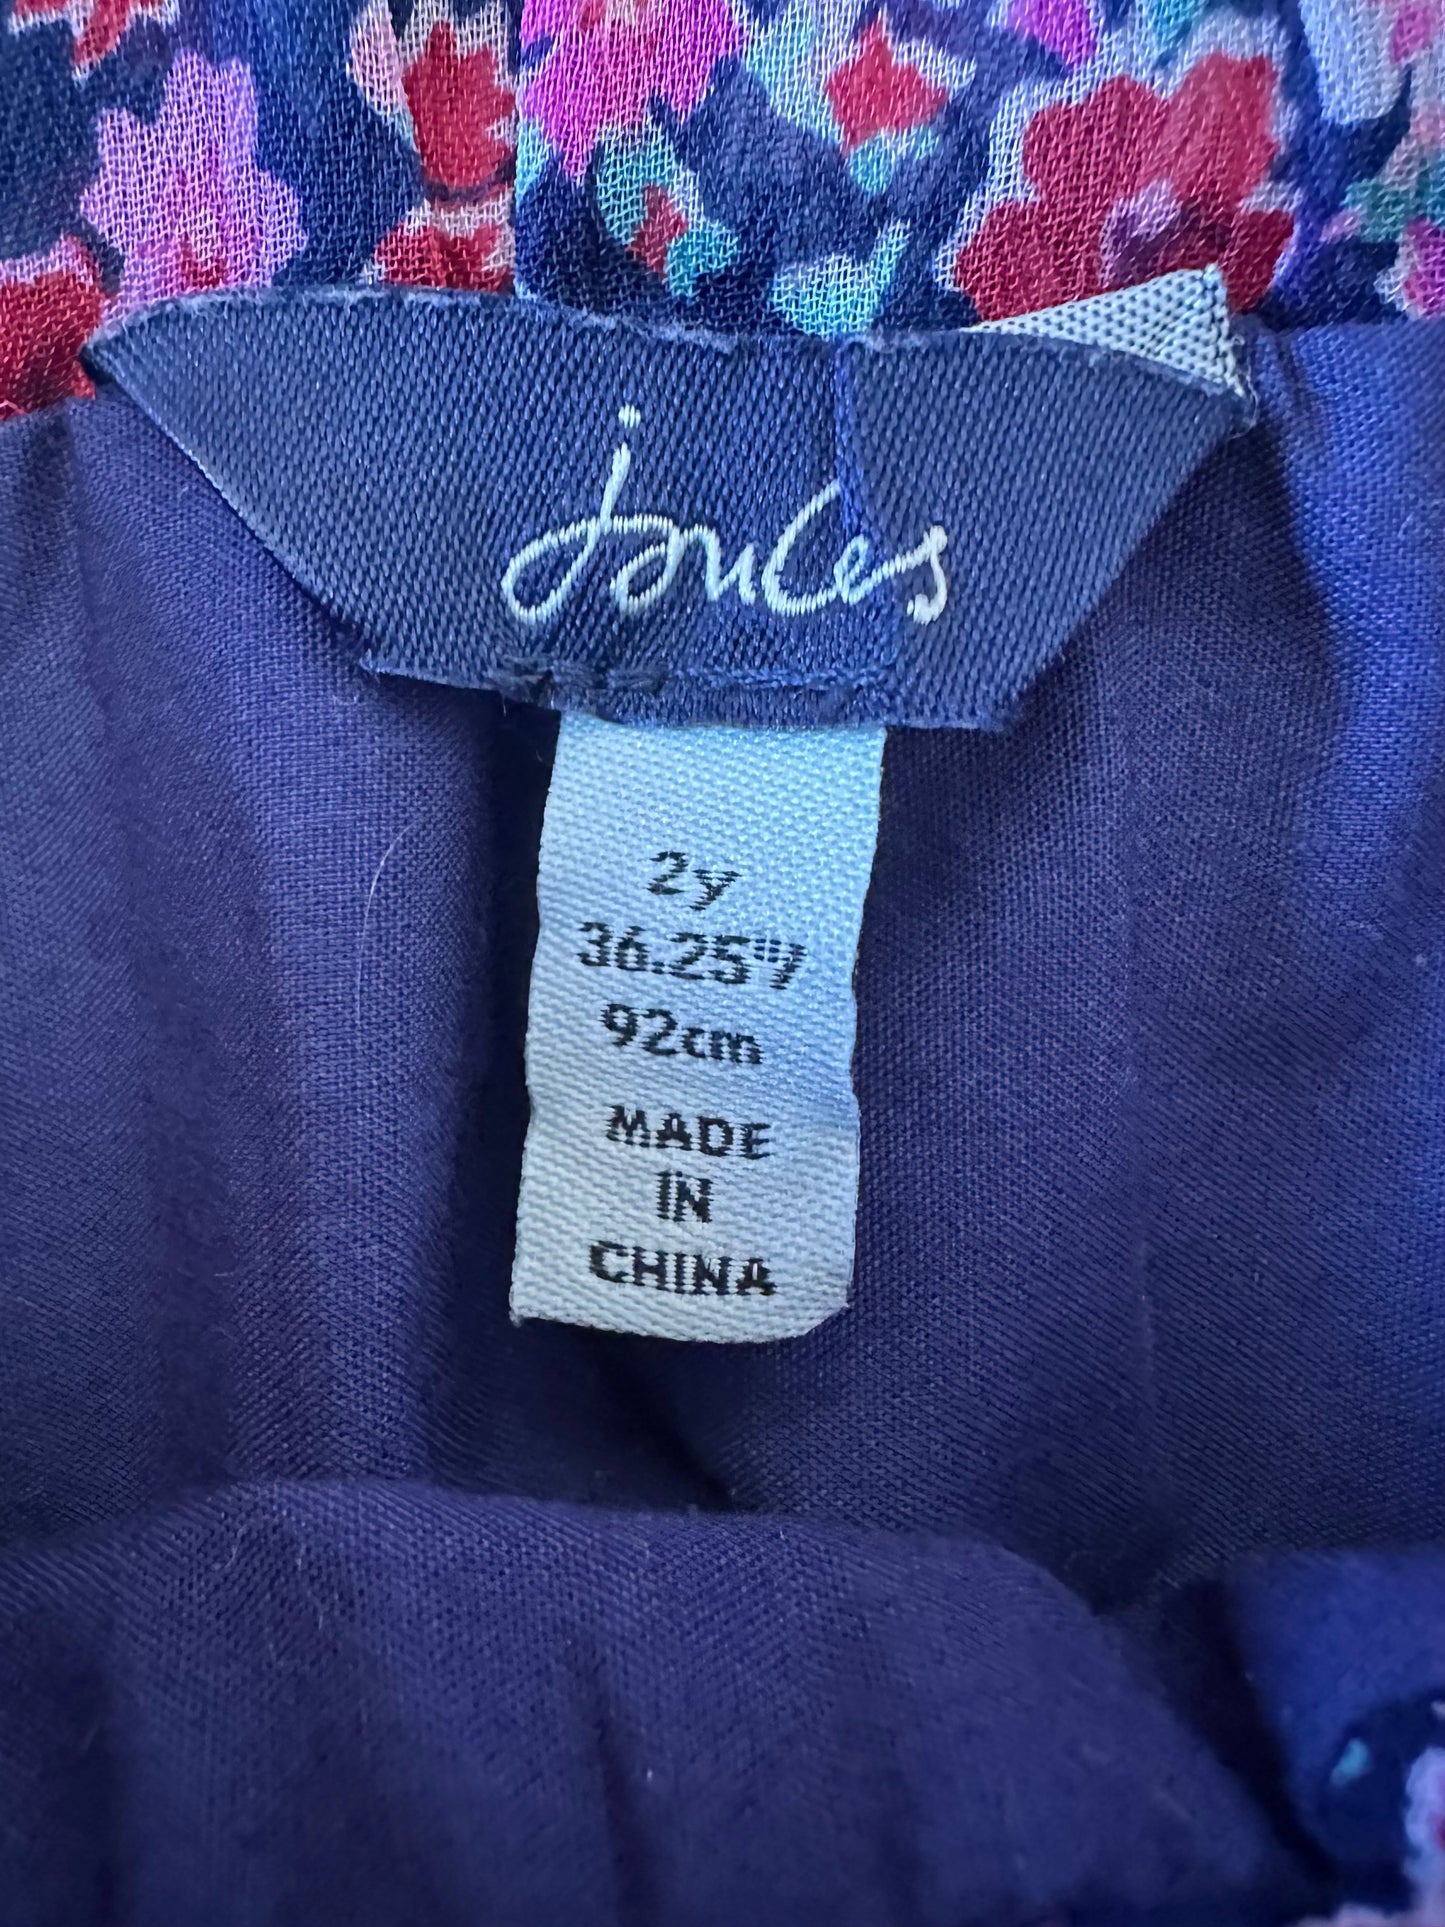 joules
2y
36.25"/
92cm
MADE
IN
CHINA